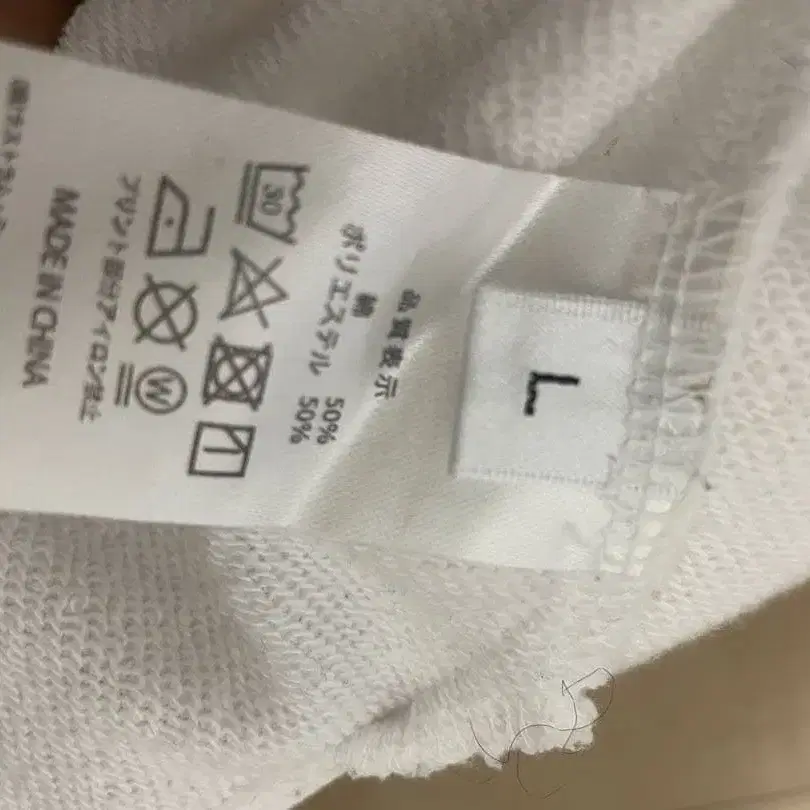 L
品質表示
ポリエステル 50%
綿 50%
30
W
プリント部分アイロン禁止
MADE IN CHINA